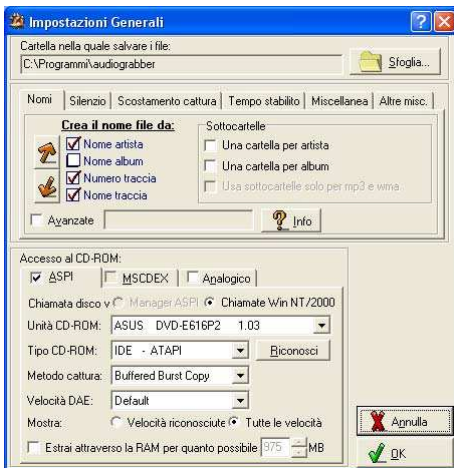 Impostazioni Generali
Cartella nella quale salvare i file:
C:\Programmi\audiograbber
Sfoglia...
Nomi Silenzio Scostamento cattura Tempo stabilito Miscellanea Altre misc.
Crea il nome file da:
Nome artista
Nome album
Numero traccia
Nome traccia
Sottocartelle
Una cartella per artista
Una cartella per album
Usa sottocartelle solo per mp3 e wma
Avanzate
Info
Accesso al CD-ROM:
ASPI MSCDEX Analogico
Chiamata disco v Manager ASPI Chiamate Win NT/2000
Unità CD-ROM: ASUS DVD-E616P2 1.03
Tipo CD-ROM: IDE - ATAPI Riconosci
Metodo cattura: Buffered Burst Copy
Velocità DAE: Default
Mostra: Velocità riconosciute Tutte le velocità
Estrai attraverso la RAM per quanto possibile 975 MB
Annulla
OK